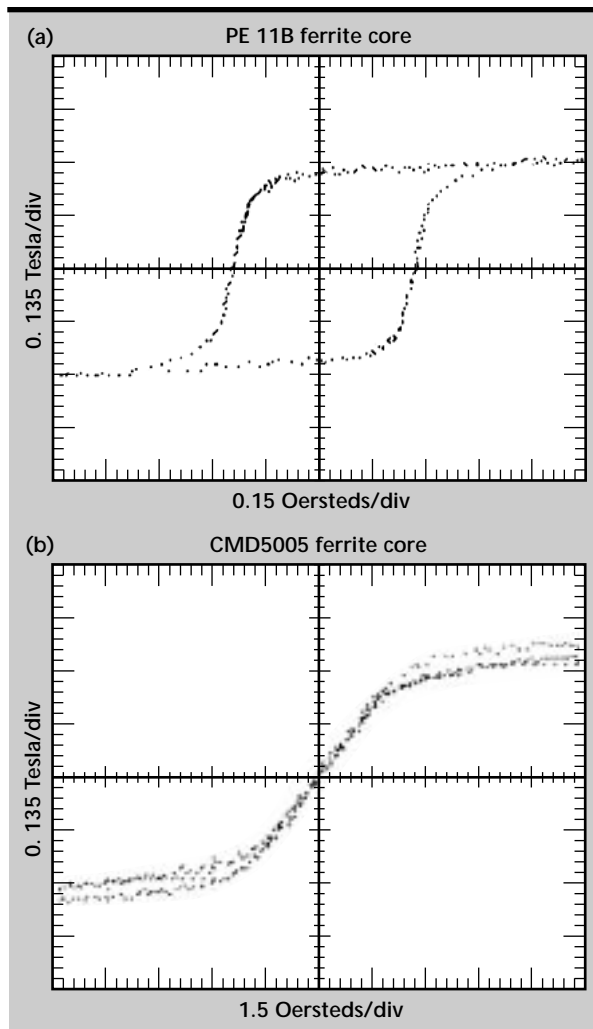 (a) PE 11B ferrite core
0. 135 Tesla/div
0.15 Oersteds/div
(b) CMD5005 ferrite core
0. 135 Tesla/div
1.5 Oersteds/div